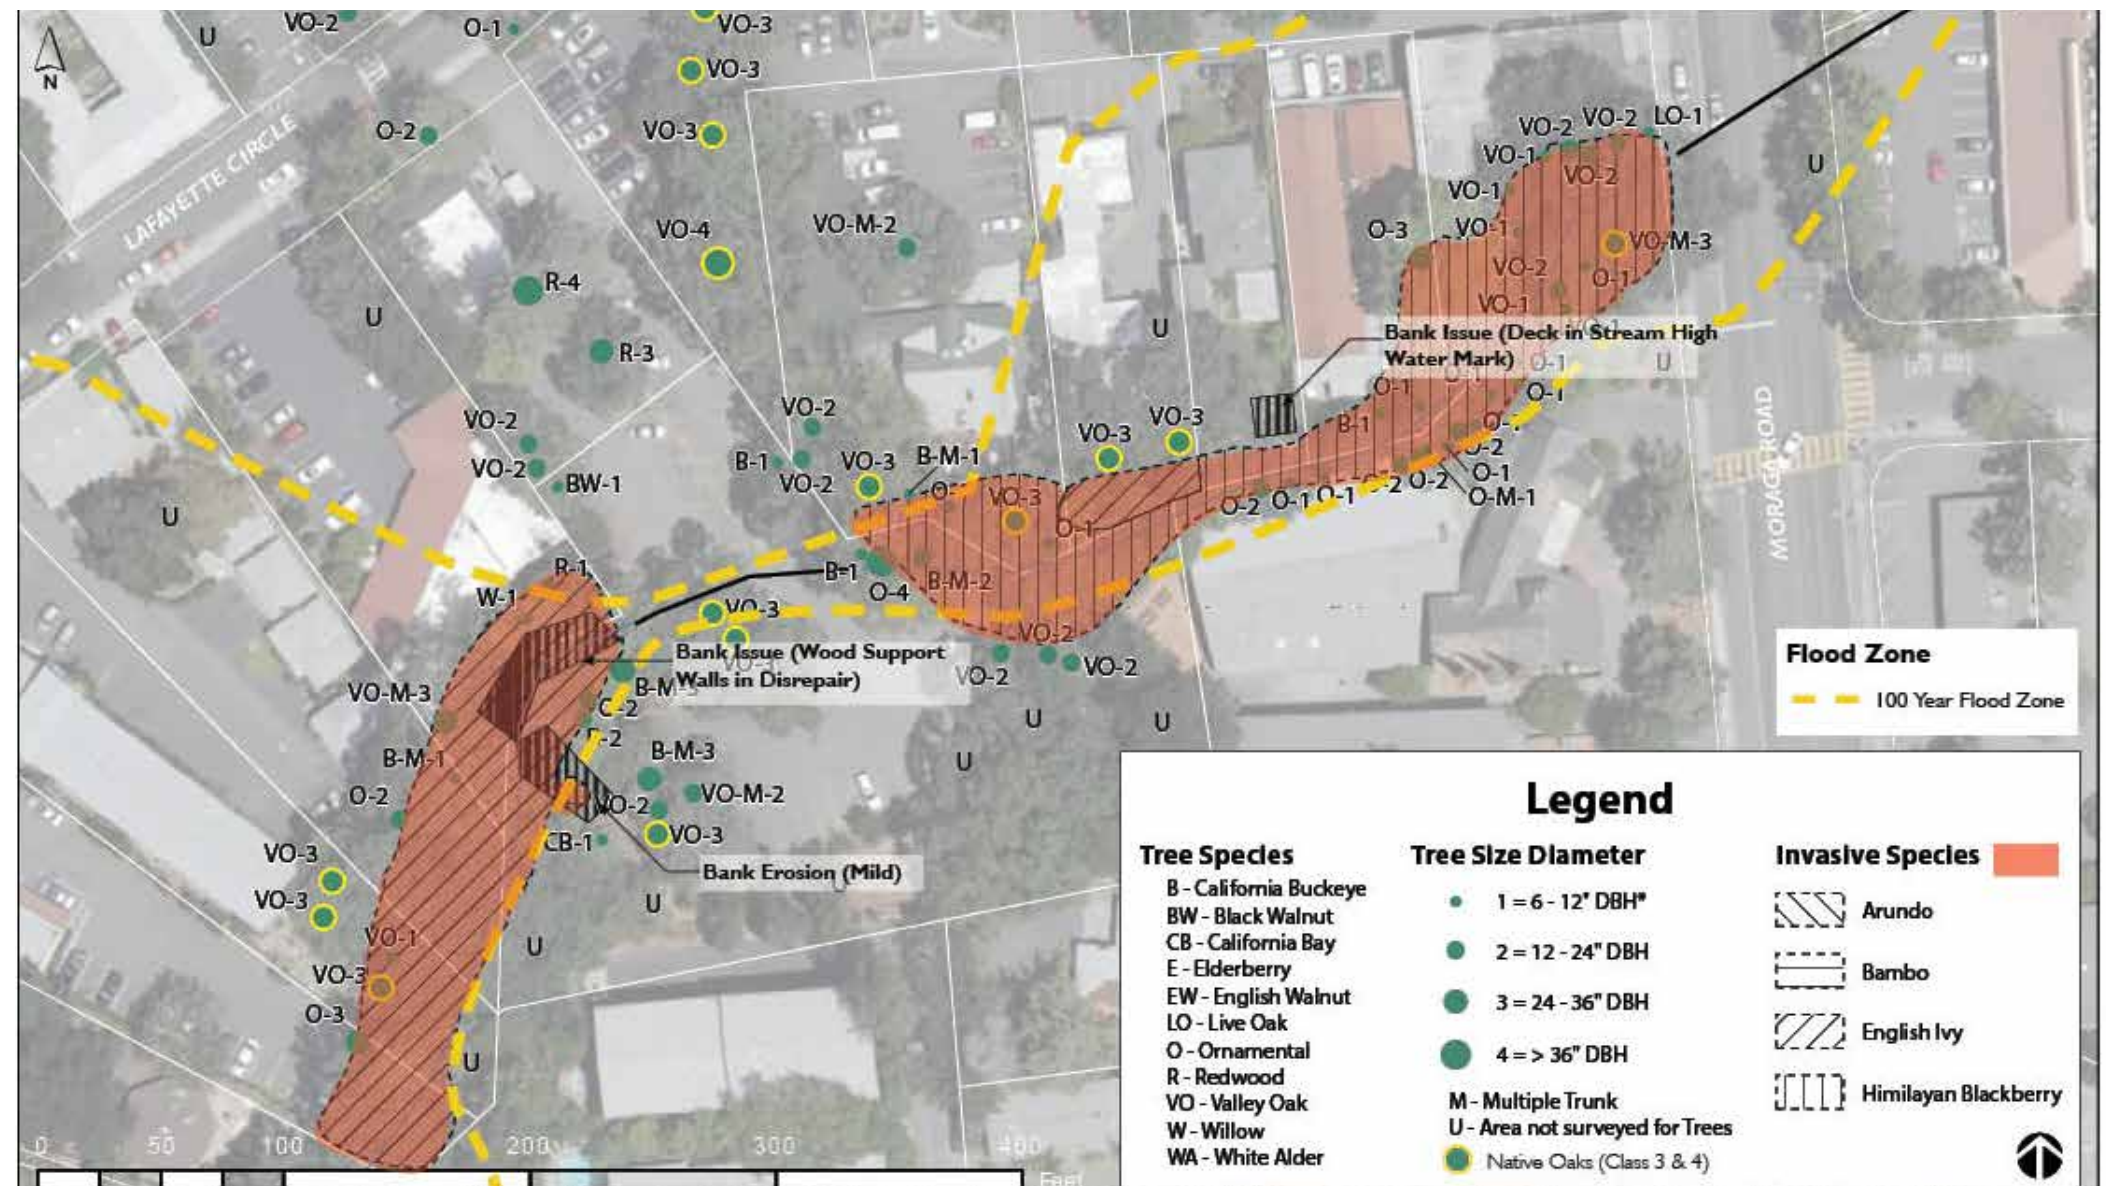 VO-2
U
O-1
VO-3
VO-3
N
LAFAYETTE CIRCLE
O-2
VO-3
VO-2
VO-2
LO-1
VO-1
VO-2
U
VO-1
VO-4
VO-M-2
O-3
VO-1
VO-M-3
VO-2
O-1
R-4
VO-1
U
U
R-3
Bank Issue (Deck in Stream High
Water Mark)
O-1
U
O-1
O-1
VO-2
VO-2
VO-3
VO-3
B-1
MORAGA ROAD
VO-2
BW-1
B-1
VO-2
VO-3
B-M-1
VO-3
O-2
O-1
O-M-1
O-2
O-1
O-1
O-2
O-2
U
O-1
R-1
W-1
B-1
O-4
B-M-2
VO-3
VO-2
Bank Issue (Wood Support
Walls in Disrepair)
VO-2
VO-2
VO-M-3
U
U
U
B-M-1
B-M-3
O-2
VO-2
VO-M-2
VO-3
CB-1
Bank Erosion (Mild)
VO-3
VO-3
U
VO-1
U
VO-3
O-3
U
0 50 100 200 300 400
Feet
Flood Zone
100 Year Flood Zone
Legend
Tree Species
B - California Buckeye
BW - Black Walnut
CB - California Bay
E - Elderberry
EW - English Walnut
LO - Live Oak
O - Ornamental
R - Redwood
VO - Valley Oak
W - Willow
WA - White Alder
Tree Size Diameter
1 = 6 - 12" DBH*
2 = 12 - 24" DBH
3 = 24 - 36" DBH
4 = > 36" DBH
M - Multiple Trunk
U - Area not surveyed for Trees
Native Oaks (Class 3 & 4)
Invasive Species
Arundo
Bambo
English Ivy
Himilayan Blackberry